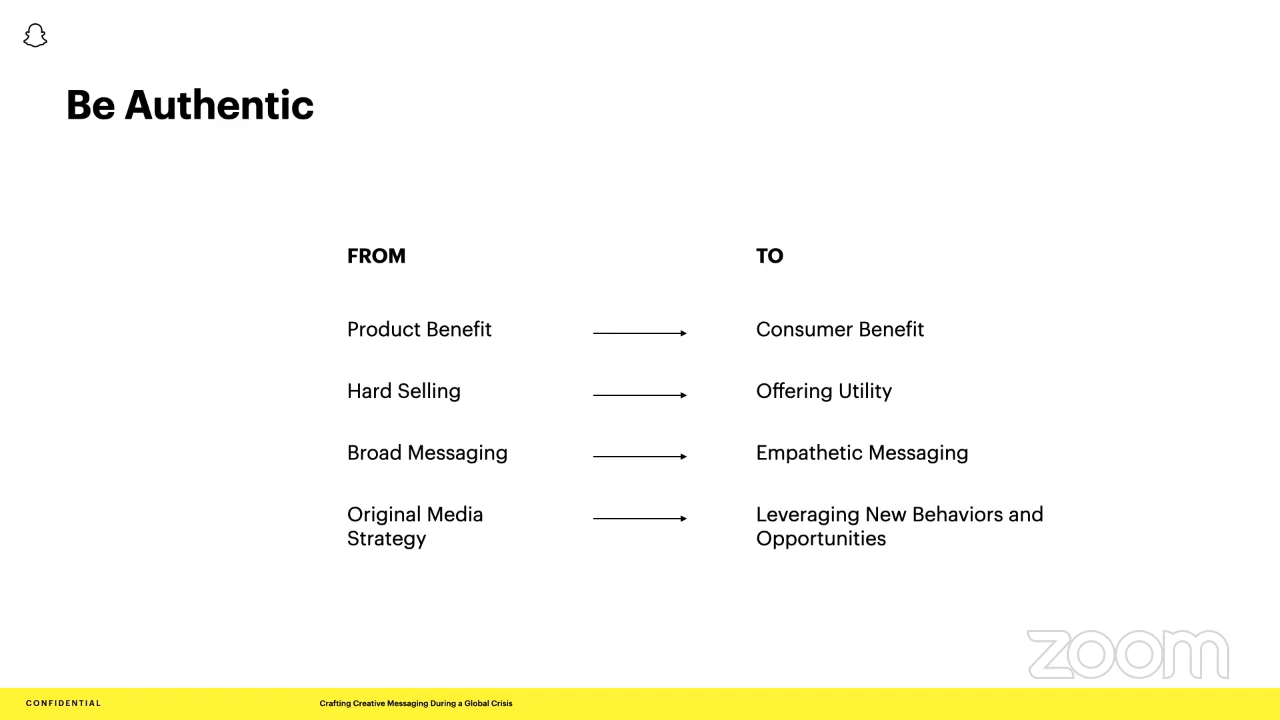 Be Authentic
FROM
TO
Product Benefit
Consumer Benefit
Hard Selling
Offering Utility
Broad Messaging
Empathetic Messaging
Original Media
Strategy
Leveraging New Behaviors and
Opportunities
zoom
CONFIDENTIAL
Crafting Creative Messaging During a Global Crisis